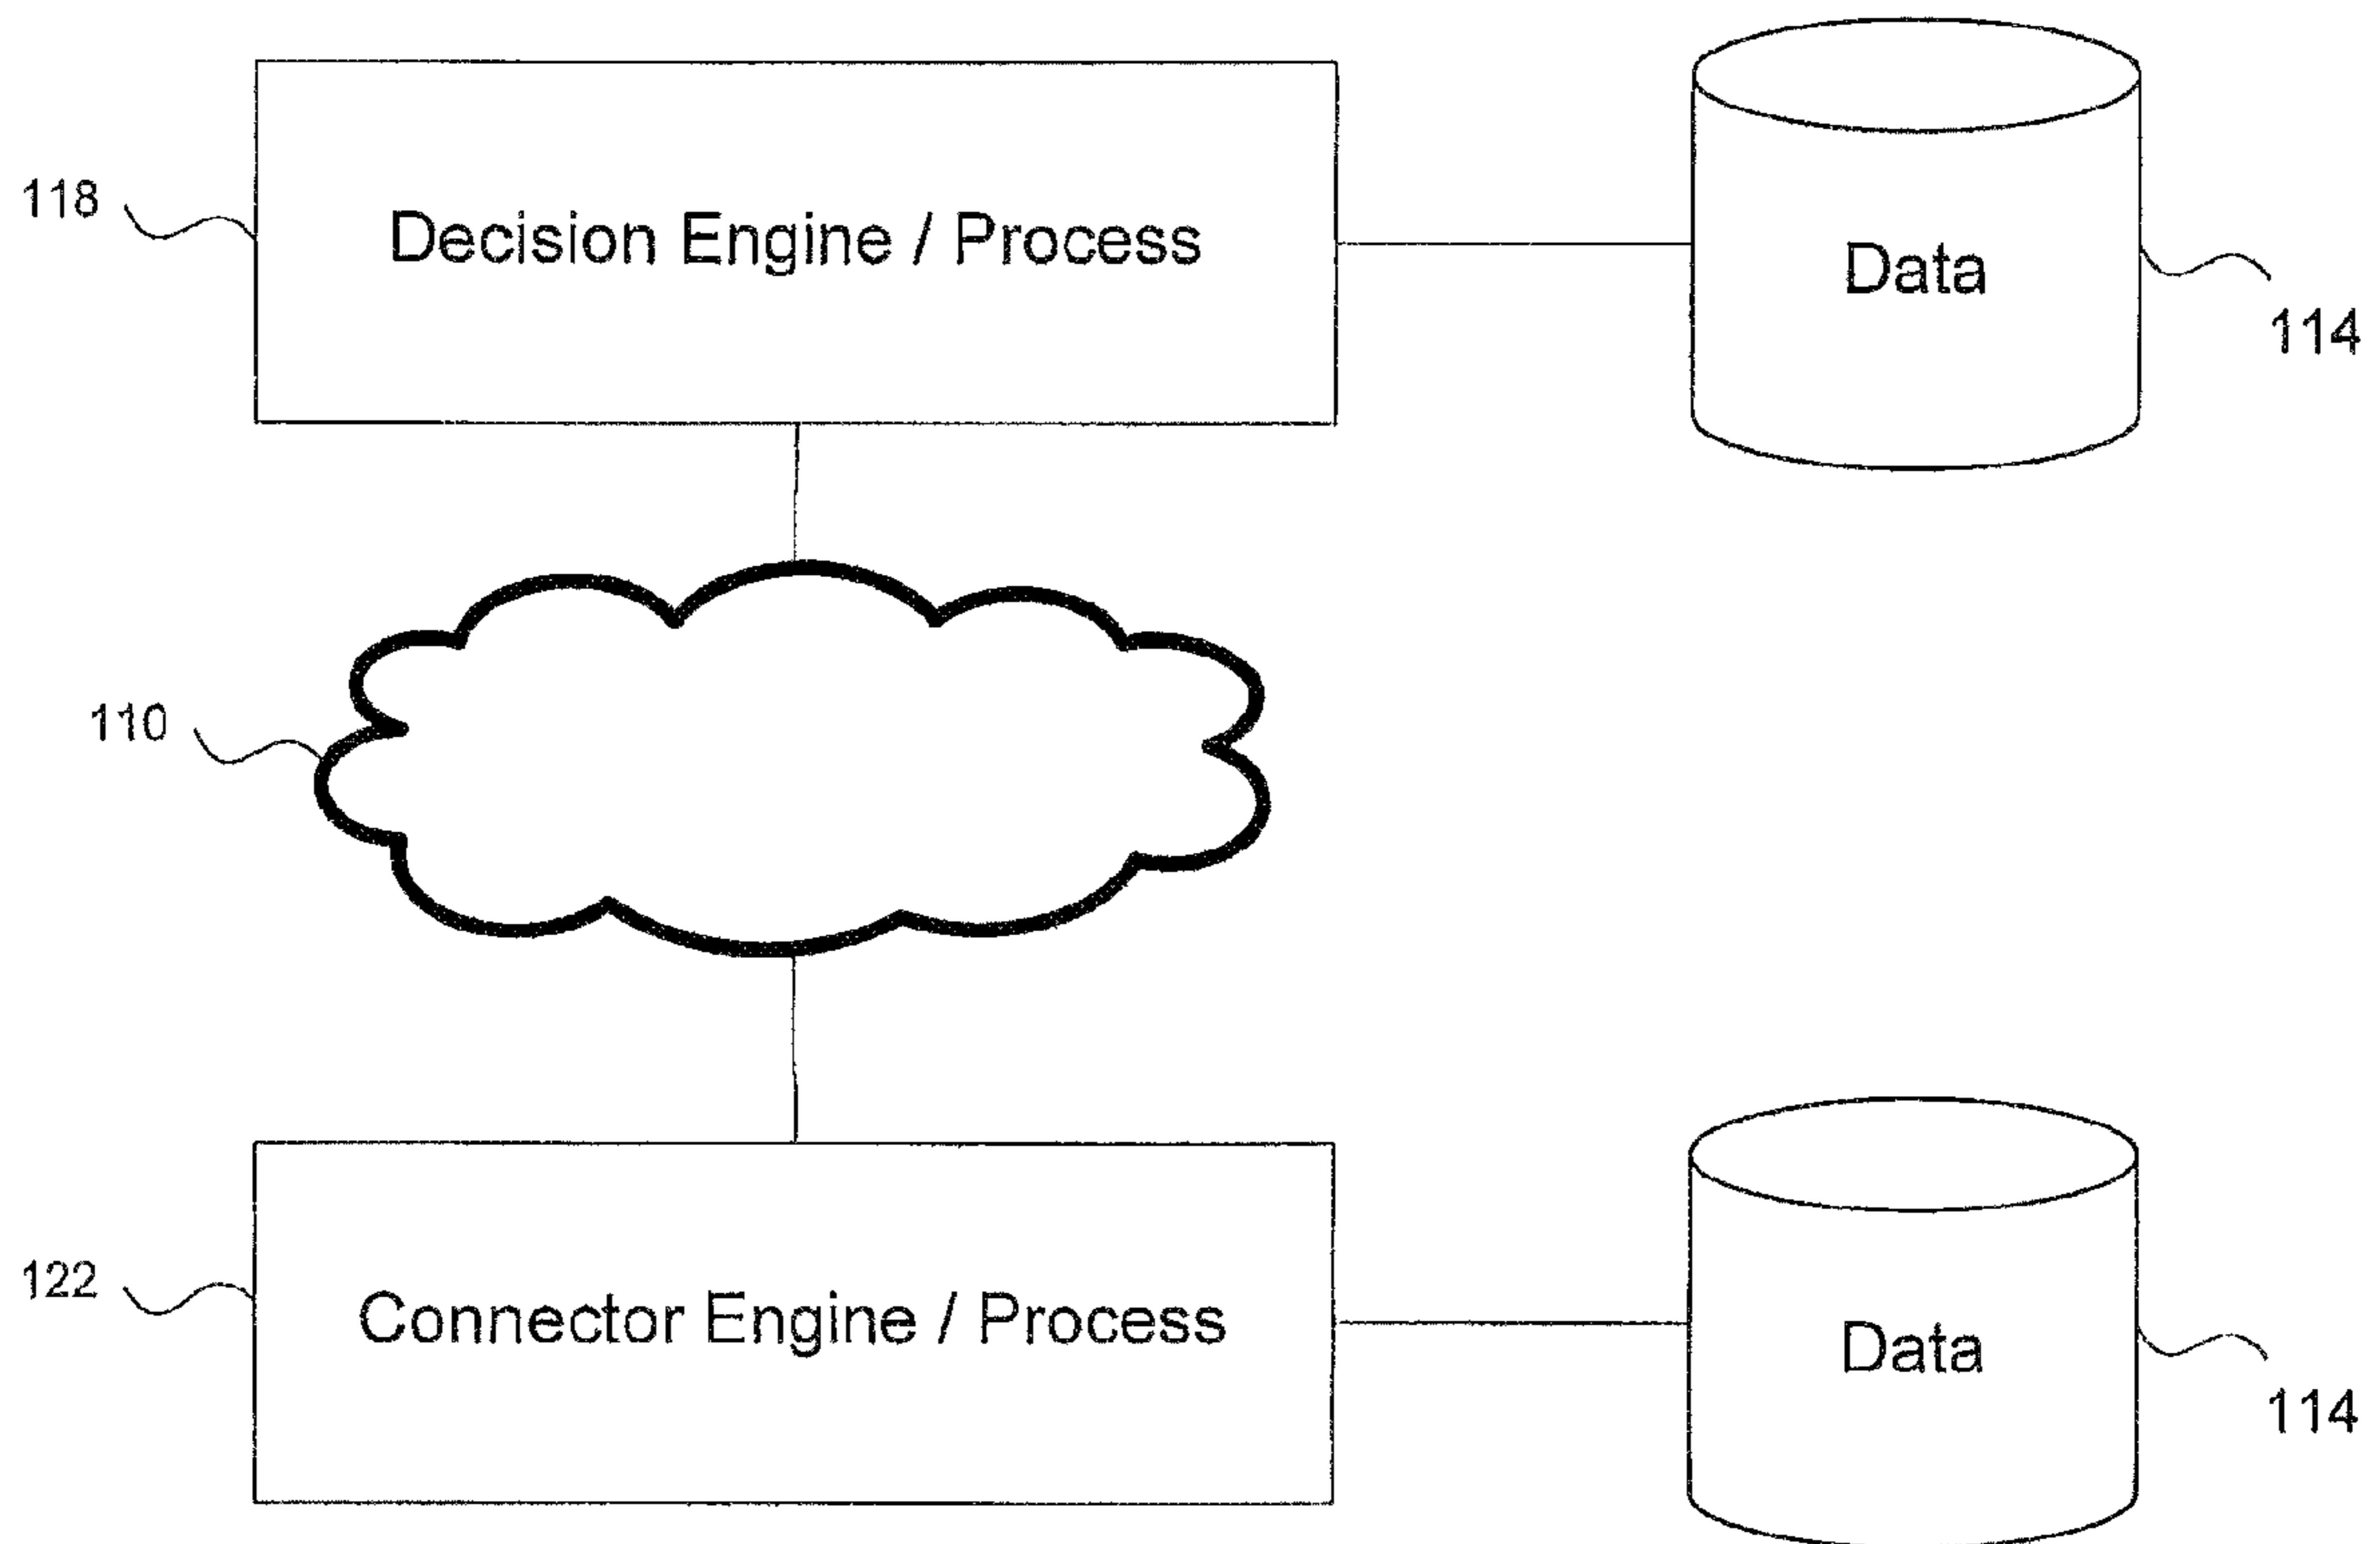 118
Decision Engine / Process
Data
114
110
122
Connector Engine / Process
Data
114